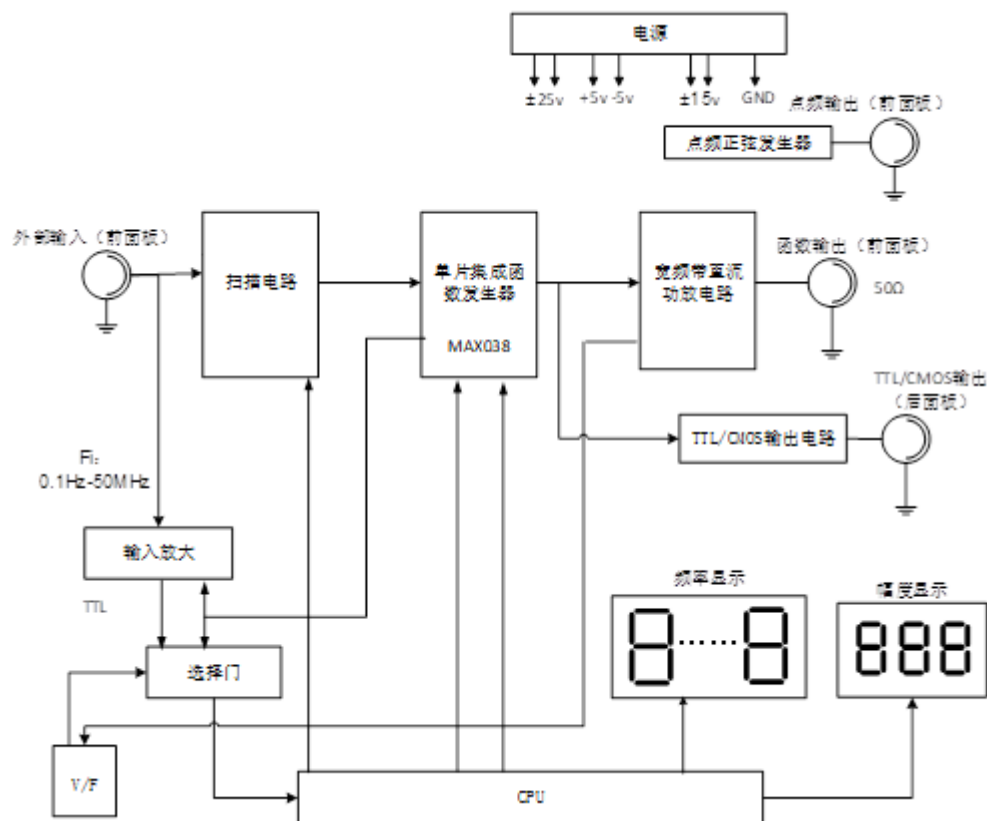 电源
±25v
+5v
-5v
±15v
GND
点频输出（前面板）
点频正弦发生器
外部输入（前面板）
扫描电路
单片集成函
数发生器
MAX038
宽频带直流
功放电路
函数输出（前面板）
50Ω
TTL/CMOS输出
（后面板）
TTL/CMOS输出电路
Fi:
0.1Hz-50MHz
输入放大
TTL
选择门
V/F
CPU
频率显示
8……8
幅度显示
888